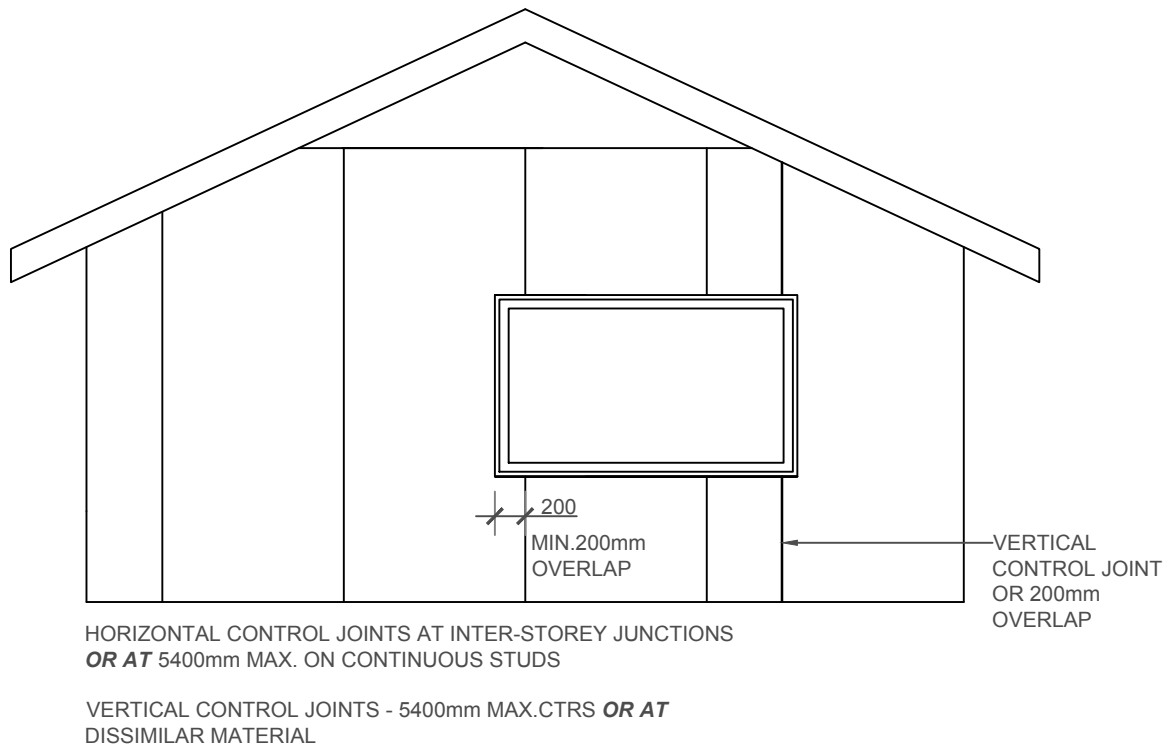 200
MIN.200mm
OVERLAP
VERTICAL
CONTROL JOINT
OR 200mm
OVERLAP
HORIZONTAL CONTROL JOINTS AT INTER-STOREY JUNCTIONS
OR AT 5400mm MAX. ON CONTINUOUS STUDS
VERTICAL CONTROL JOINTS - 5400mm MAX.CTRS OR AT
DISSIMILAR MATERIAL